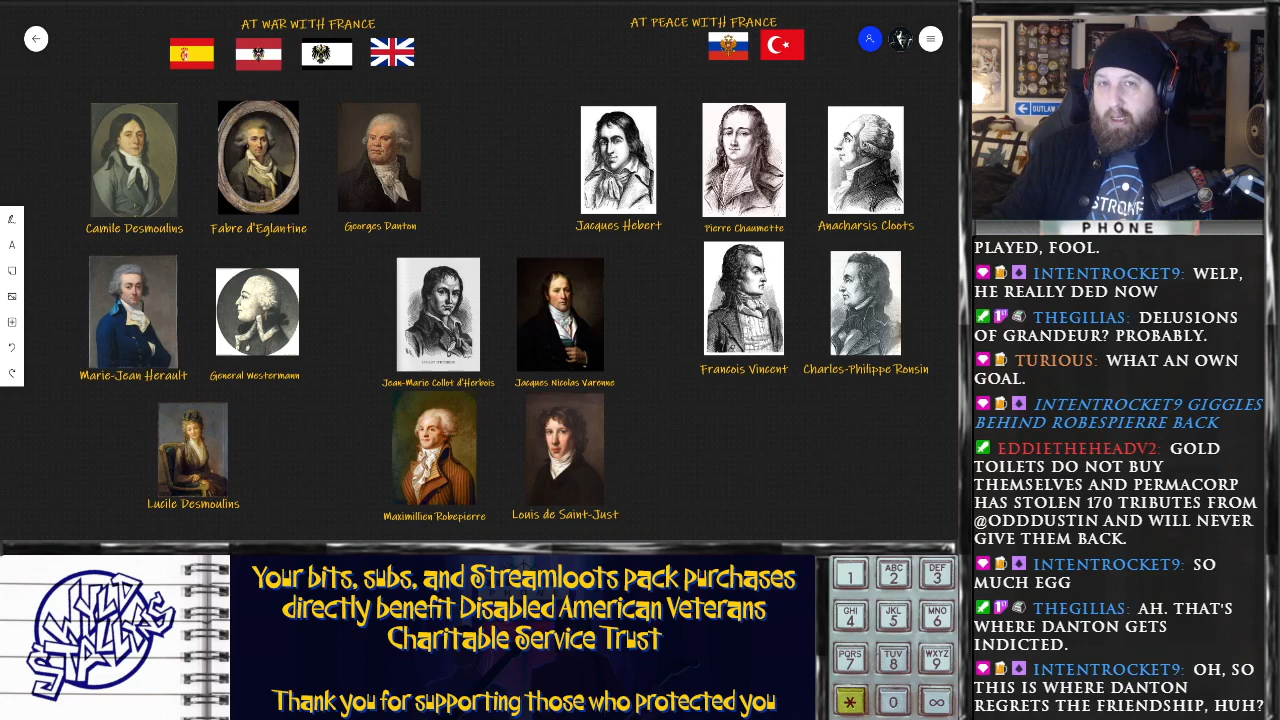 AT WAR WITH FRANCE
AT PEACE WITH FRANCE
Camile Desmoulins
Fabre d'Eglantine
Georges Danton
Jacques Hebert
Pierre Chaumette
Anacharsis Cloots
Marie-Jean Herault
General Westermann
Jean-Marie Collot d'Herbois
Jacques Nicolas Varenne
Francois Vincent
Charles-Philippe Ronsin
Lucile Desmoulins
Maximillien Robepierre
Louis de Saint-Just
OUTLAW
STRONE
PHONE
PLAYED, FOOL.
INTENTROCKET9: WELP,
HE REALLY DED NOW
THEGILIAS: DELUSIONS
OF GRANDEUR? PROBABLY.
TURIOUS: WHAT AN OWN
GOAL.
INTENTROCKET9 GIGGLES
BEHIND ROBESPIERRE BACK
EDDIETHEHEADV2: GOLD
TOILETS DO NOT BUY
THEMSELVES AND PERMACORP
HAS STOLEN 170 TRIBUTES FROM
@ODDDUSTIN AND WILL NEVER
GIVE THEM BACK.
INTENTROCKET9: SO
MUCH EGG
THEGILIAS: AH. THAT'S
WHERE DANTON GETS
INDICTED.
INTENTROCKET9: OH, SO
THIS IS WHERE DANTON
REGRETS THE FRIENDSHIP, HUH?
WYLD
STALLYNS
Your bits, subs, and Streamloots pack purchases
directly benefit Disabled American Veterans
Charitable Service Trust
Thank you for supporting those who protected you
1
ABC
2
DEF
3
GHI
4
JKL
5
MNO
6
PQRS
7
TUV
8
WXYZ
9
*
0
∞